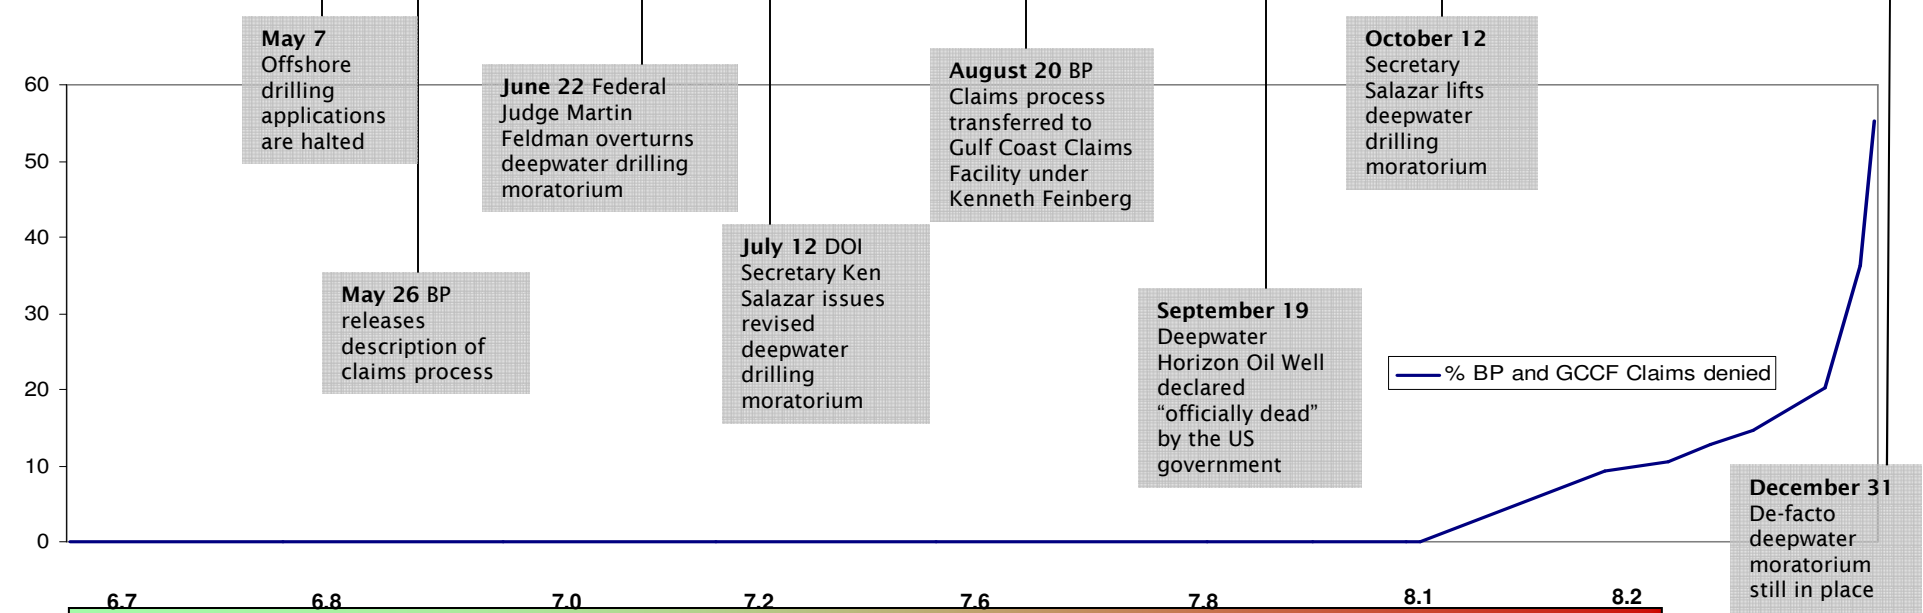 May 7
Offshore
drilling
applications
are halted
June 22 Federal
Judge Martin
Feldman overturns
deepwater drilling
moratorium
August 20 BP
Claims process
transferred to
Gulf Coast Claims
Facility under
Kenneth Feinberg
October 12
Secretary
Salazar lifts
deepwater
drilling
moratorium
May 26 BP
releases
description of
claims process
July 12 DOI
Secretary Ken
Salazar issues
revised
deepwater
drilling
moratorium
September 19
Deepwater
Horizon Oil Well
declared
“officially dead”
by the US
government
% BP and GCCF Claims denied
December 31
De-facto
deepwater
moratorium
still in place
60
50
40
30
20
10
0
6.7 6.8 7.0 7.2 7.6 7.8 8.1 8.2